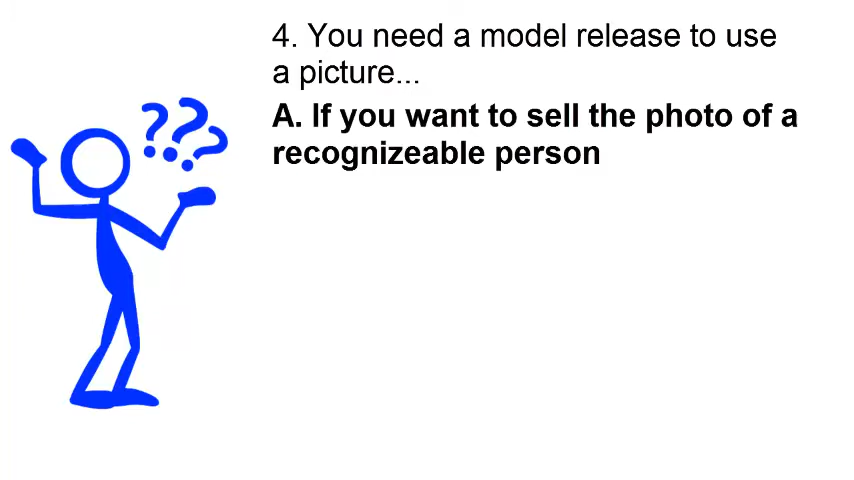 4. You need a model release to use
a picture...
A. If you want to sell the photo of a
recognizeable person